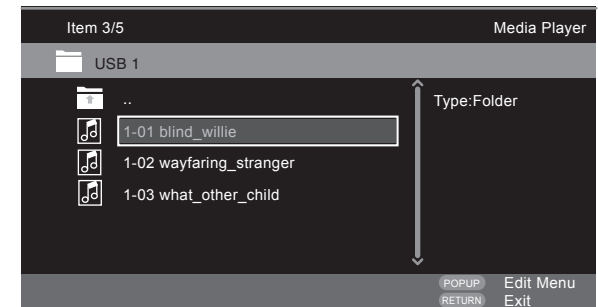 Item 3/5 Media Player
USB 1
.. Type:Folder
1-01 blind_willie
1-02 wayfaring_stranger
1-03 what_other_child
POPUP Edit Menu
RETURN Exit